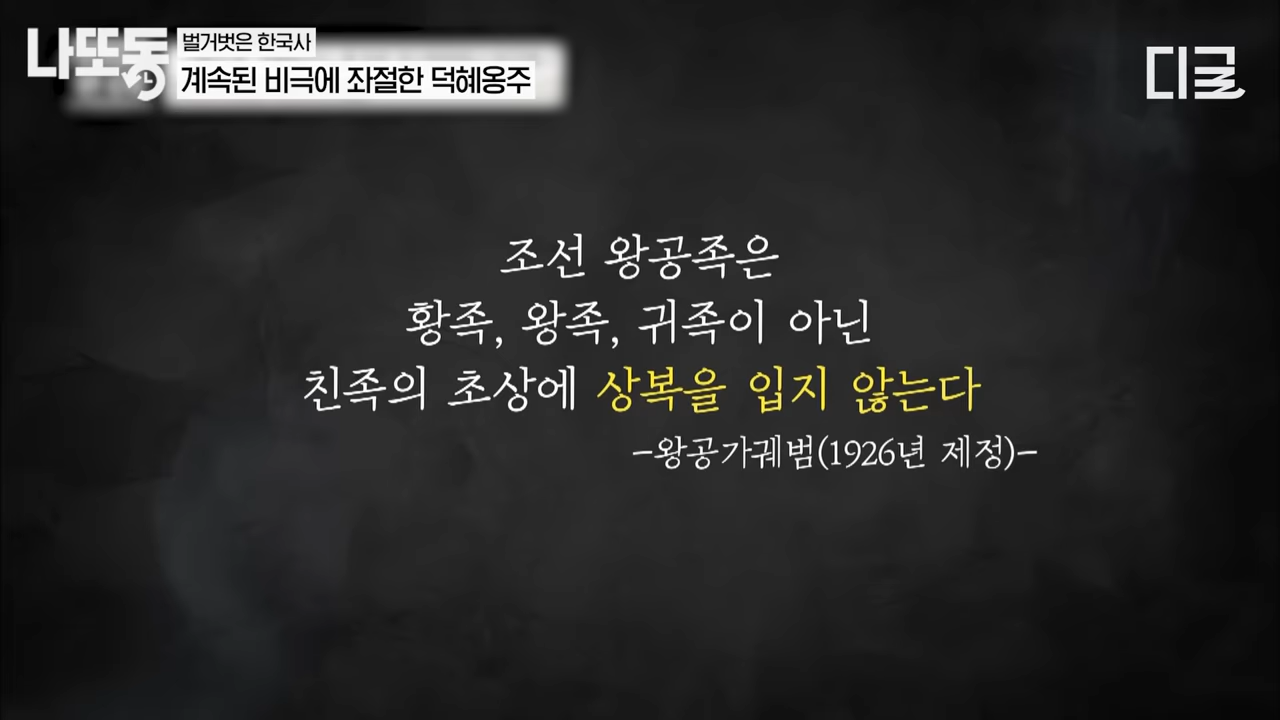 나또동
벌거벗은 한국사
계속된 비극에 좌절한 덕혜옹주
디글
조선 왕공족은
황족, 왕족, 귀족이 아닌
친족의 초상에 상복을 입지 않는다
-왕공가궤범(1926년 제정)-